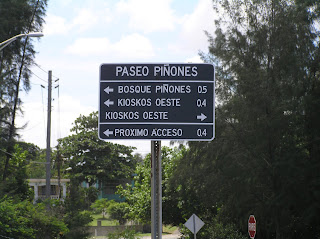 PASEO PIÑONES
← BOSQUE PIÑONES 0.5
← KIOSKOS OESTE 0.4
KIOSKOS OESTE →
← PROXIMO ACCESO 0.4